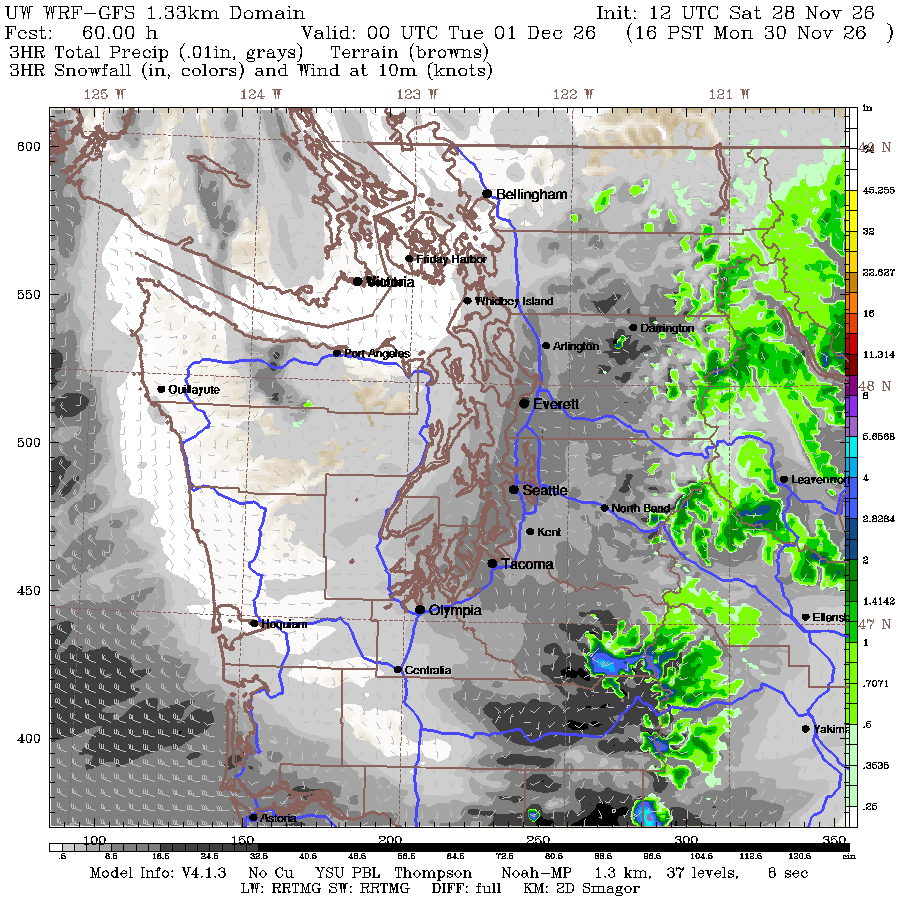 UW WRF-GFS 1.33km Domain Init: 12 UTC Sat 28 Nov 26
Fcst: 60.00 h Valid: 00 UTC Tue 01 Dec 26 (16 PST Mon 30 Nov 26 )
3HR Total Precip (.01in, grays) Terrain (browns)
3HR Snowfall (in, colors) and Wind at 10m (knots)
125 W 124 W 123 W 122 W 121 W
in
600
49 N
Bellingham
45.255
32
Friday Harbor
Victoria
22.627
550
Whidbey Island
16
Darrington
Arlington
Port Angeles
11.314
Quillayute
48 N
8
Everett
5.6568
500
4
Leavenwor
Seattle
North Bend
2.8284
Kent
2
Tacoma
450
1.4142
Olympia
Ellens
Hoquiam
47 N
1
Centralia
.7071
Yakim
.5
400
.3535
.25
Astoria
100 150 200 250 300 350
.5 8.5 16.5 24.5 32.5 40.5 48.5 56.5 64.5 72.5 80.5 88.5 96.5 104.5 112.5 120.5 cin
Model Info: V4.1.3 No Cu YSU PBL Thompson Noah-MP 1.3 km, 37 levels, 8 sec
LW: RRTMG SW: RRTMG DIFF: full KM: 2D Smagor